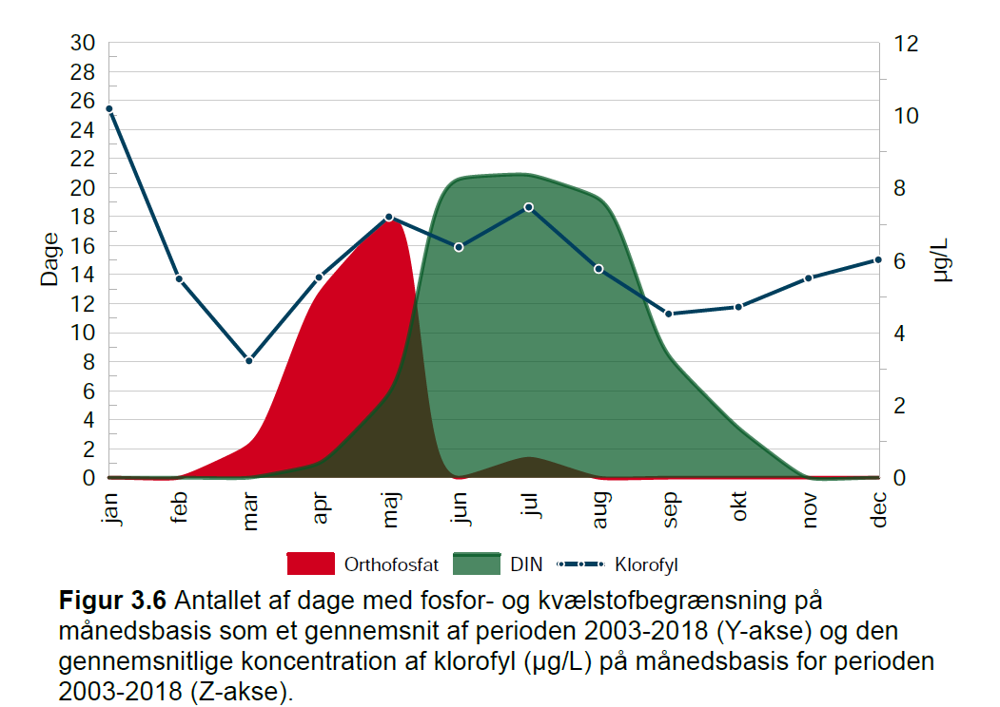 30
28
26
24
22
20
18
16
14
12
10
8
6
4
2
0
Dage
12
10
8
6
4
2
0
µg/L
jan
feb
mar
apr
maj
jun
jul
aug
sep
okt
nov
dec
Orthofosfat DIN Klorofyl
Figur 3.6 Antallet af dage med fosfor- og kvælstofbegrænsning på
månedsbasis som et gennemsnit af perioden 2003-2018 (Y-akse) og den
gennemsnitlige koncentration af klorofyl (µg/L) på månedsbasis for perioden
2003-2018 (Z-akse).